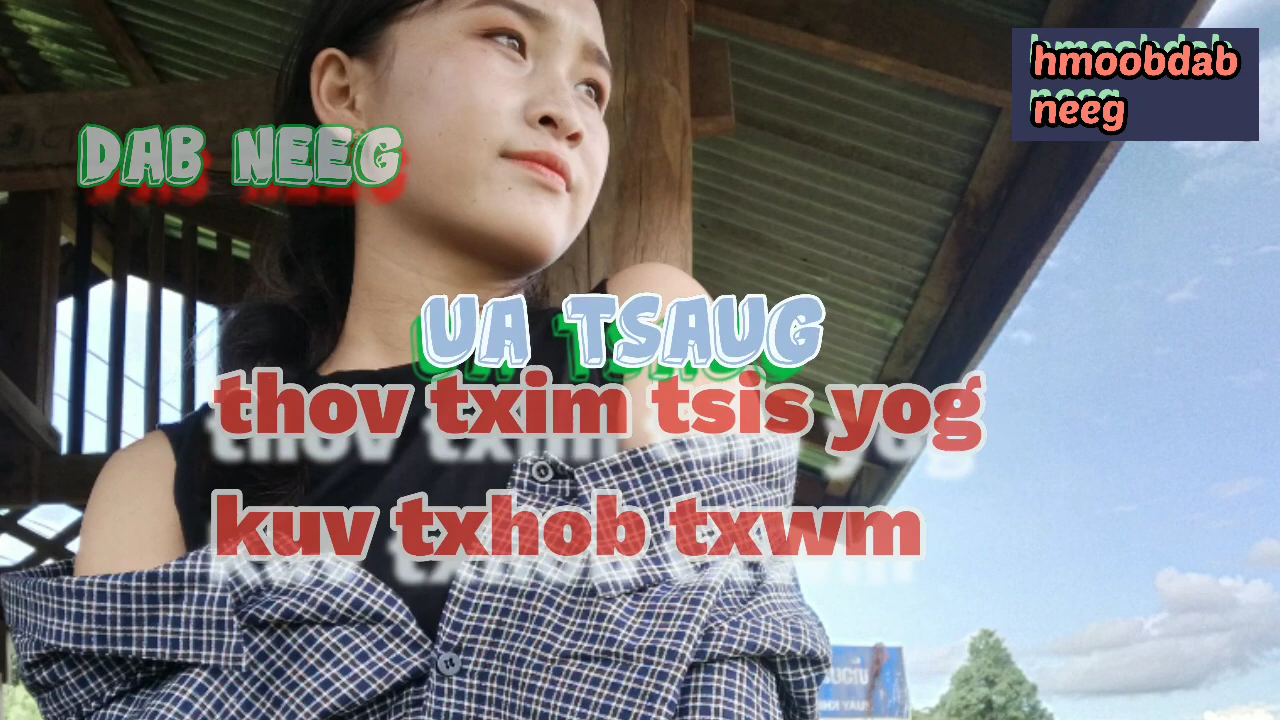 hmoobdab
neeg
DAB NEEG
UA TSAUG
thov txim tsis yog
kuv txhob txwm